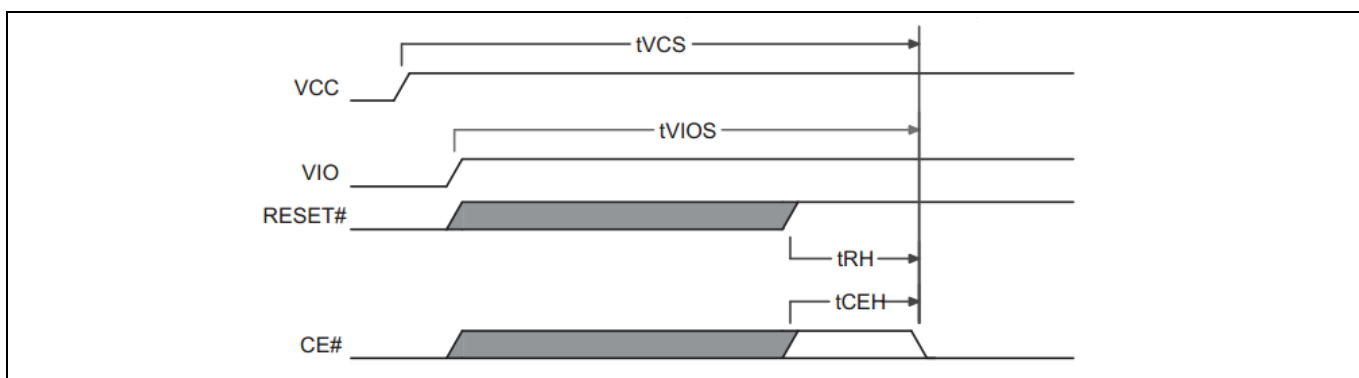 tVCS
VCC
tVIOS
VIO
RESET#
tRH
tCEH
CE#